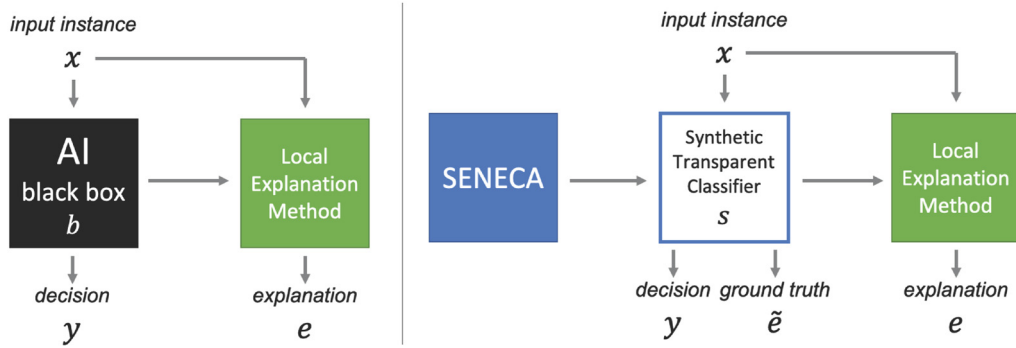 input instance
x
AI
black box
b
Local
Explanation
Method
decision
y
explanation
e
input instance
x
SENECA
Synthetic
Transparent
Classifier
s
Local
Explanation
Method
decision
y
ground truth
ẽ
explanation
e